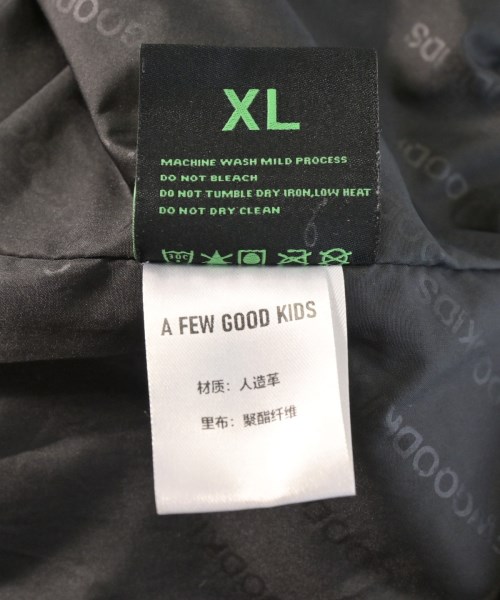 XL
MACHINE WASH MILD PROCESS
DO NOT BLEACH
DO NOT TUMBLE DRY IRON,LOW HEAT
DO NOT DRY CLEAN
A FEW GOOD KIDS
材质：人造革
里布：聚酯纤维